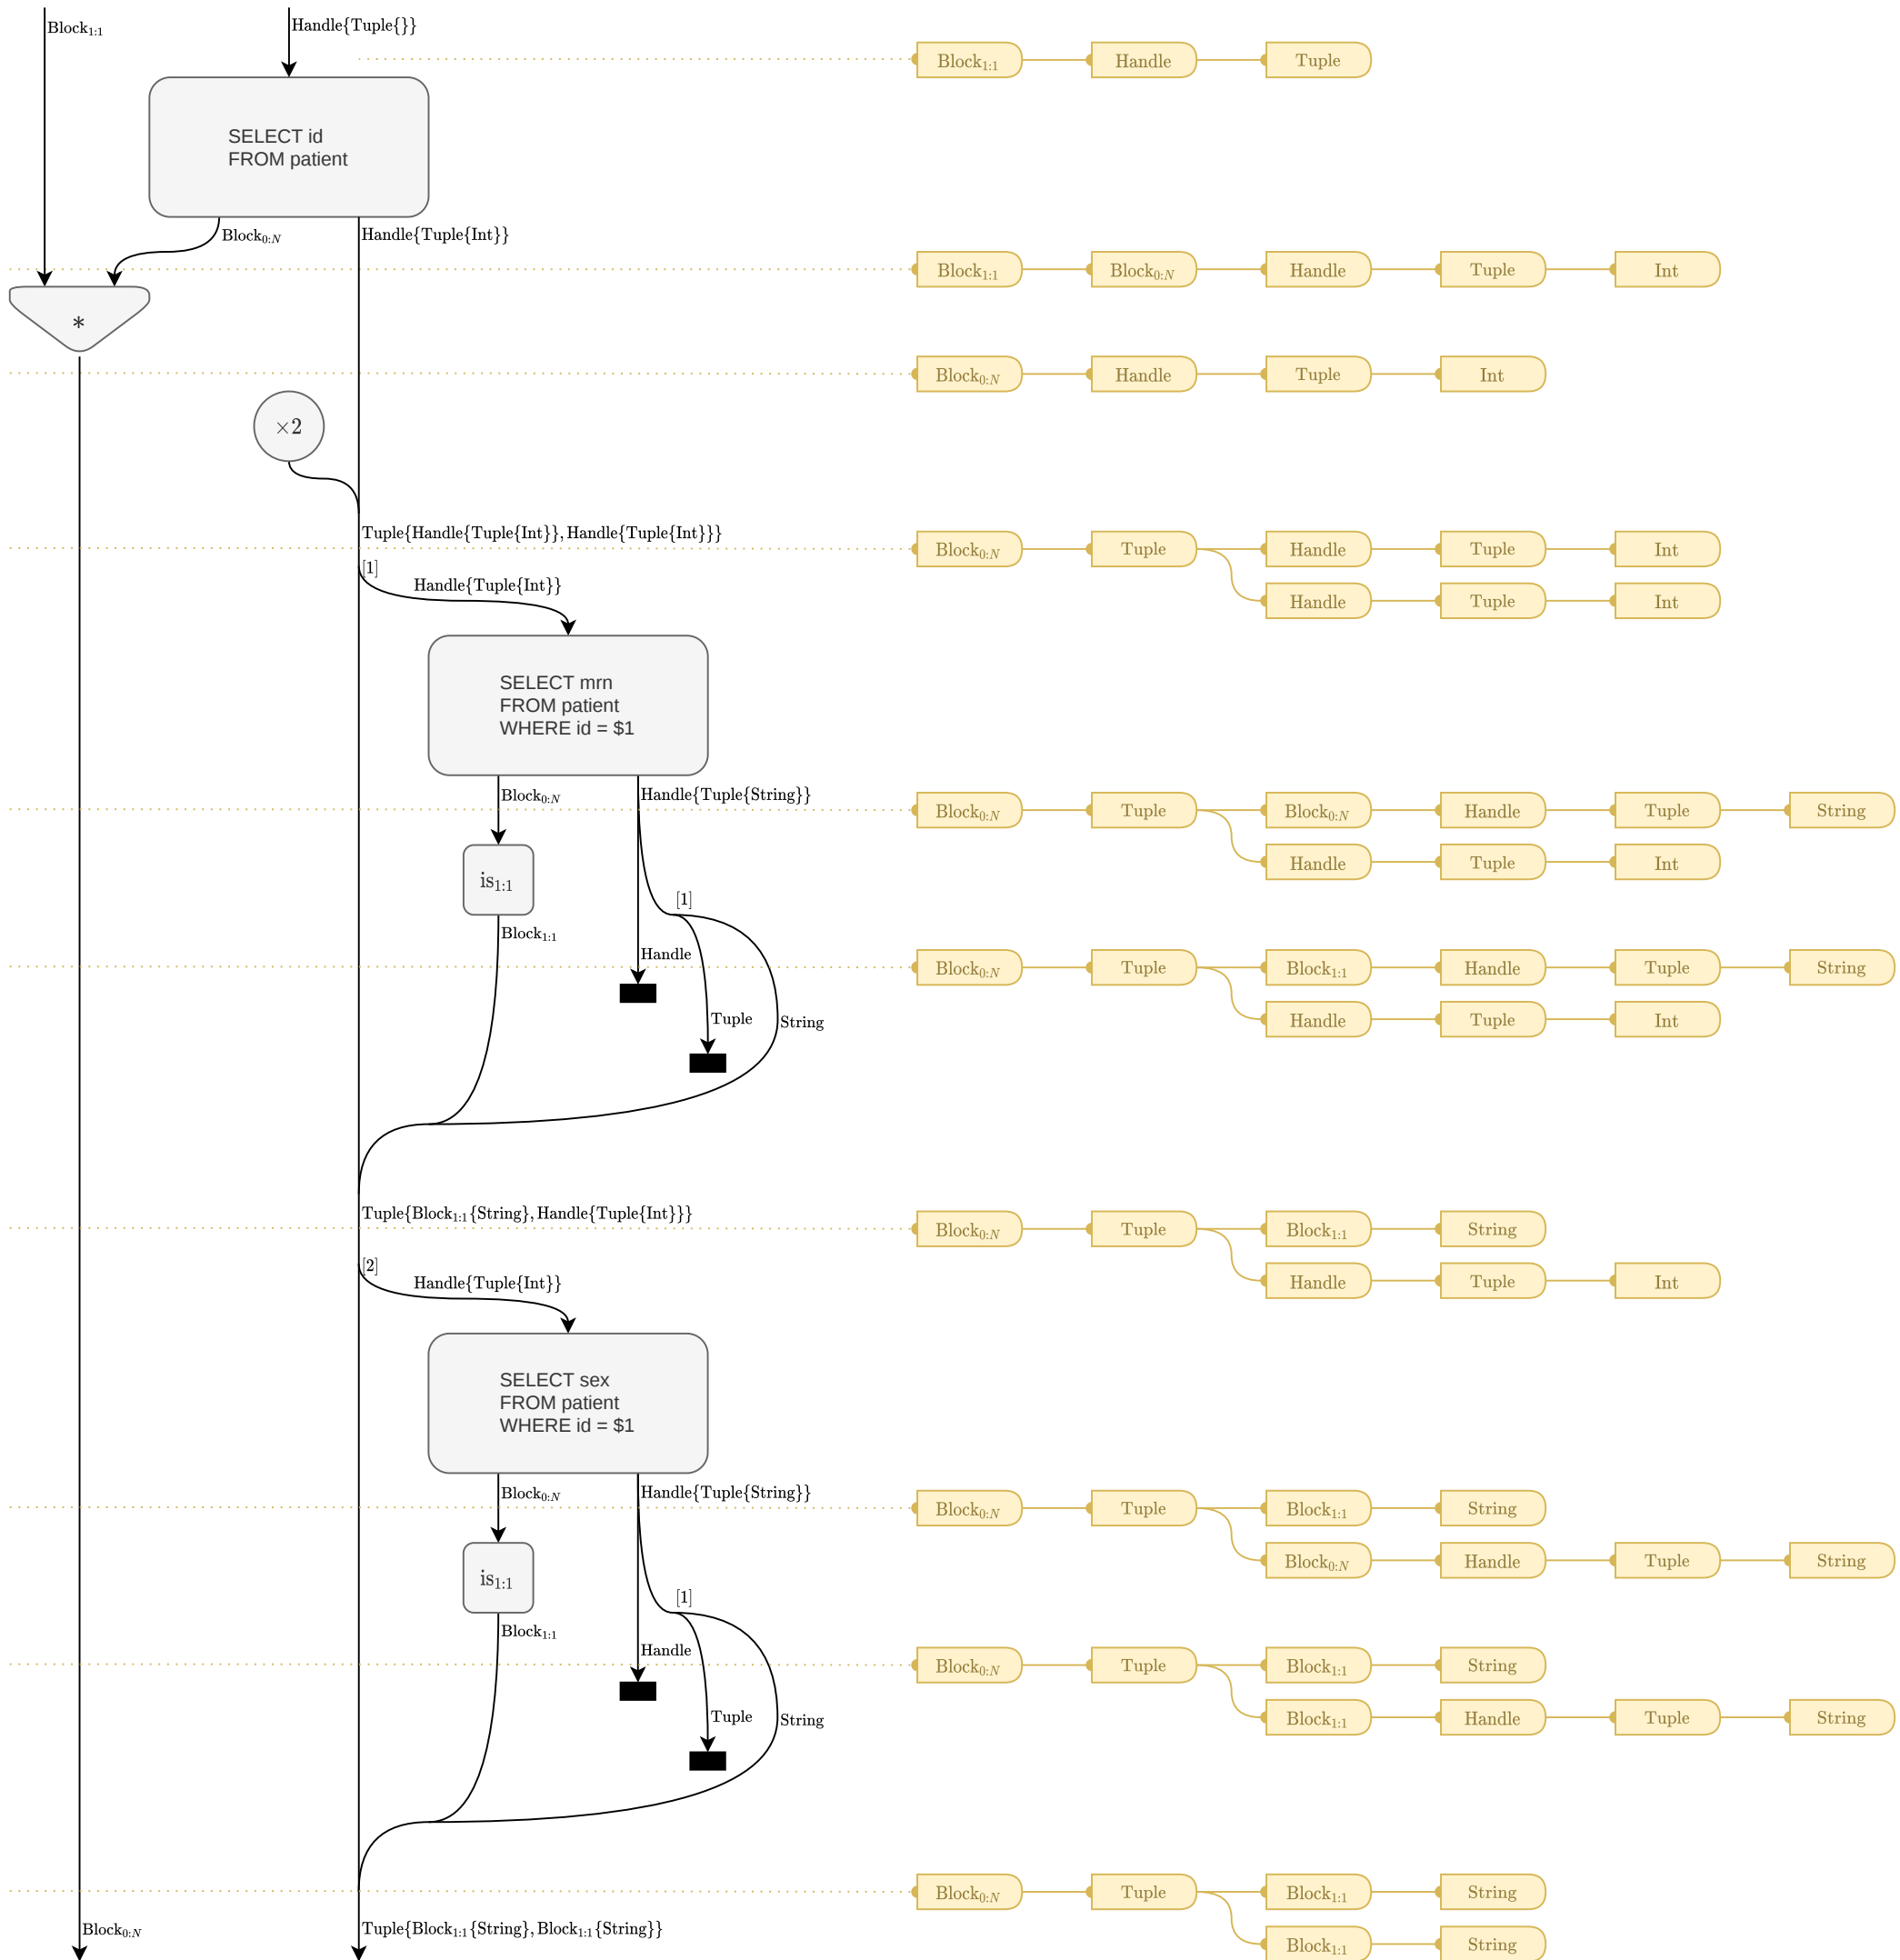 Block1:1
Handle{Tuple{}}
Block1:1 Handle Tuple
SELECT id
FROM patient
Block0:N
Handle{Tuple{Int}}
Block1:1 Block0:N Handle Tuple Int
*
Block0:N Handle Tuple Int
×2
Tuple{Handle{Tuple{Int}}, Handle{Tuple{Int}}}
Block0:N Tuple Handle Tuple Int
[1]
Handle{Tuple{Int}}
Handle Tuple Int
SELECT mrn
FROM patient
WHERE id = $1
Block0:N
Handle{Tuple{String}}
Block0:N Tuple Block0:N Handle Tuple String
Handle Tuple Int
is1:1
[1]
Block1:1
Handle
Block0:N Tuple Block1:1 Handle Tuple String
Tuple
String
Handle Tuple Int
Tuple{Block1:1{String}, Handle{Tuple{Int}}}
Block0:N Tuple Block1:1 String
[2]
Handle{Tuple{Int}}
Handle Tuple Int
SELECT sex
FROM patient
WHERE id = $1
Block0:N
Handle{Tuple{String}}
Block0:N Tuple Block1:1 String
Block0:N Handle Tuple String
is1:1
[1]
Block1:1
Handle
Block0:N Tuple Block1:1 String
Tuple
String
Block1:1 Handle Tuple String
Block0:N Tuple Block1:1 String
Block0:N
Tuple{Block1:1{String}, Block1:1{String}}
Block1:1 String